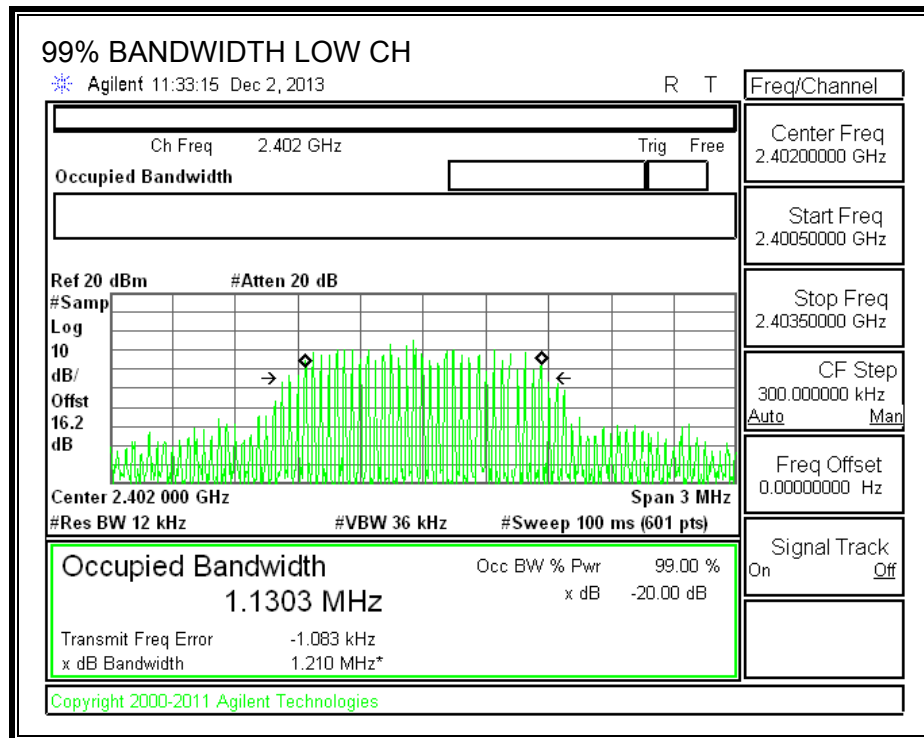 99% BANDWIDTH LOW CH
Agilent 11:33:15 Dec 2, 2013 R T
Freq/Channel
Ch Freq 2.402 GHz Trig Free
Occupied Bandwidth
Center Freq
2.40200000 GHz
Start Freq
2.40050000 GHz
Stop Freq
2.40350000 GHz
CF Step
300.000000 kHz
Auto Man
Freq Offset
0.00000000 Hz
Signal Track
On Off
Ref 20 dBm #Atten 20 dB
#Samp
Log
10
dB/
Offst
16.2
dB
Center 2.402 000 GHz Span 3 MHz
#Res BW 12 kHz #VBW 36 kHz #Sweep 100 ms (601 pts)
Occupied Bandwidth Occ BW % Pwr 99.00 %
1.1303 MHz x dB -20.00 dB
Transmit Freq Error -1.083 kHz
x dB Bandwidth 1.210 MHz*
Copyright 2000-2011 Agilent Technologies